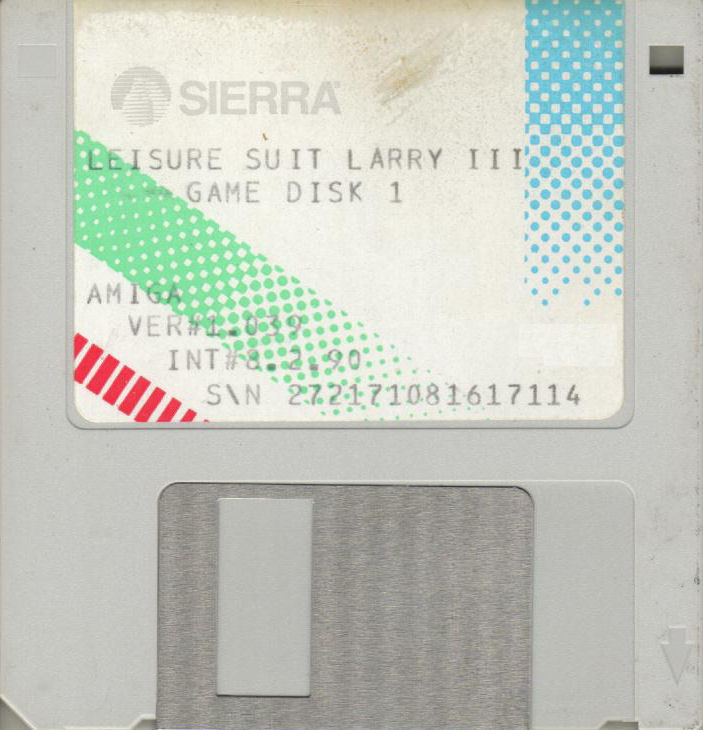 SIERRA
LEISURE SUIT LARRY III
GAME DISK 1
AMIGA
VER#1.039
INT#8.2.90
S\N 272171081617114